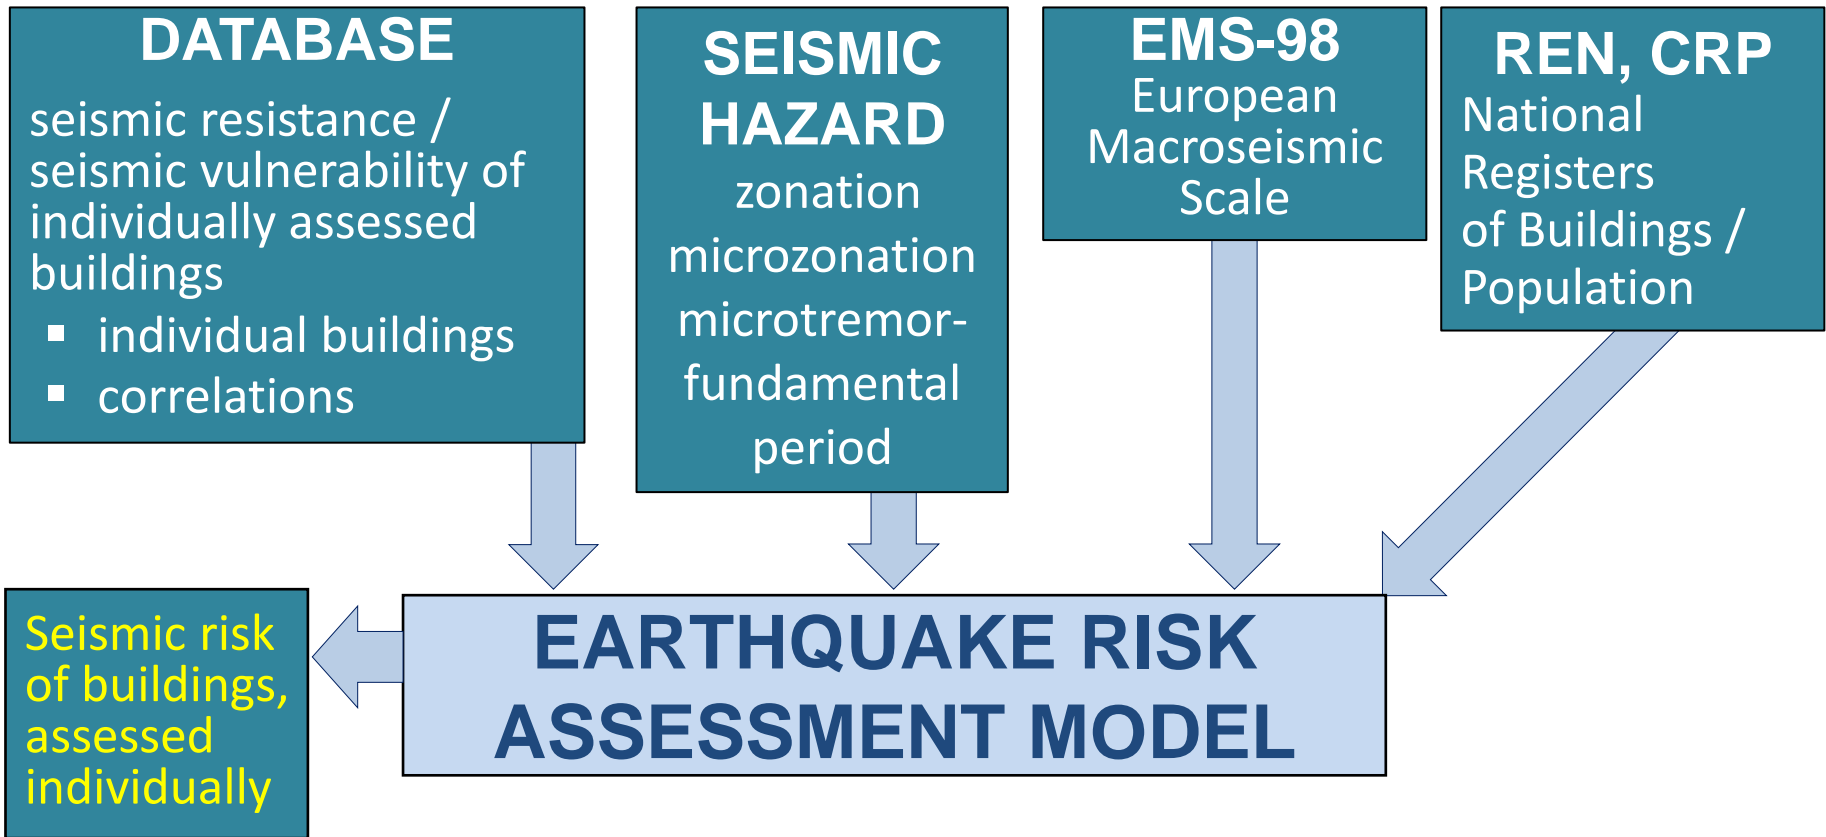 DATABASE
seismic resistance /
seismic vulnerability of
individually assessed
buildings
▪ individual buildings
▪ correlations
SEISMIC
HAZARD
zonation
microzonation
microtremor-
fundamental
period
EMS-98
European
Macroseismic
Scale
REN, CRP
National
Registers
of Buildings /
Population
EARTHQUAKE RISK
ASSESSMENT MODEL
Seismic risk
of buildings,
assessed
individually